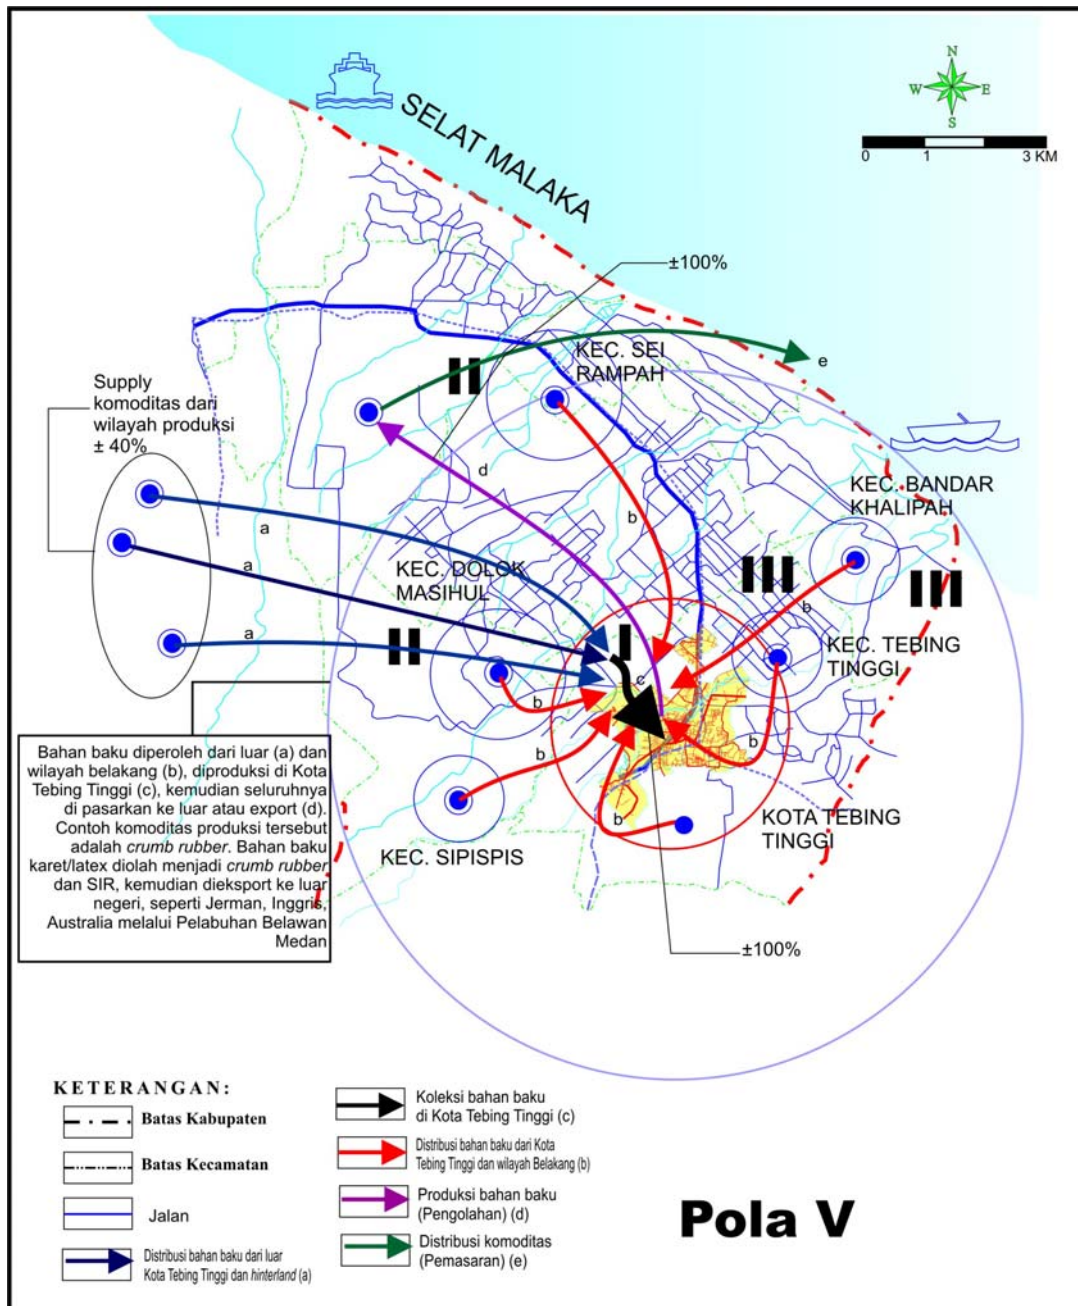 N
W E
S
0 1 3 KM
SELAT MALAKA
±100%
KEC. SEI
RAMPAH
e
II
Supply
komoditas dari
wilayah produksi
± 40%
d
KEC. BANDAR
KHALIPAH
a
b
a
KEC. DOLOK
MASIHUL
III
III
b
a
II
I
KEC. TEBING
TINGGI
c
b
b
b
b
KOTA TEBING
TINGGI
KEC. SIPISPIS
Bahan baku diperoleh dari luar (a) dan
wilayah belakang (b), diproduksi di Kota
Tebing Tinggi (c), kemudian seluruhnya
di pasarkan ke luar atau export (d).
Contoh komoditas produksi tersebut
adalah crumb rubber. Bahan baku
karet/latex diolah menjadi crumb rubber
dan SIR, kemudian dieksport ke luar
negeri, seperti Jerman, Inggris,
Australia melalui Pelabuhan Belawan
Medan
±100%
KETERANGAN:
Batas Kabupaten
Batas Kecamatan
Jalan
Distribusi bahan baku dari luar
Kota Tebing Tinggi dan hinterland (a)
Koleksi bahan baku
di Kota Tebing Tinggi (c)
Distribusi bahan baku dari Kota
Tebing Tinggi dan wilayah Belakang (b)
Produksi bahan baku
(Pengolahan) (d)
Distribusi komoditas
(Pemasaran) (e)
Pola V